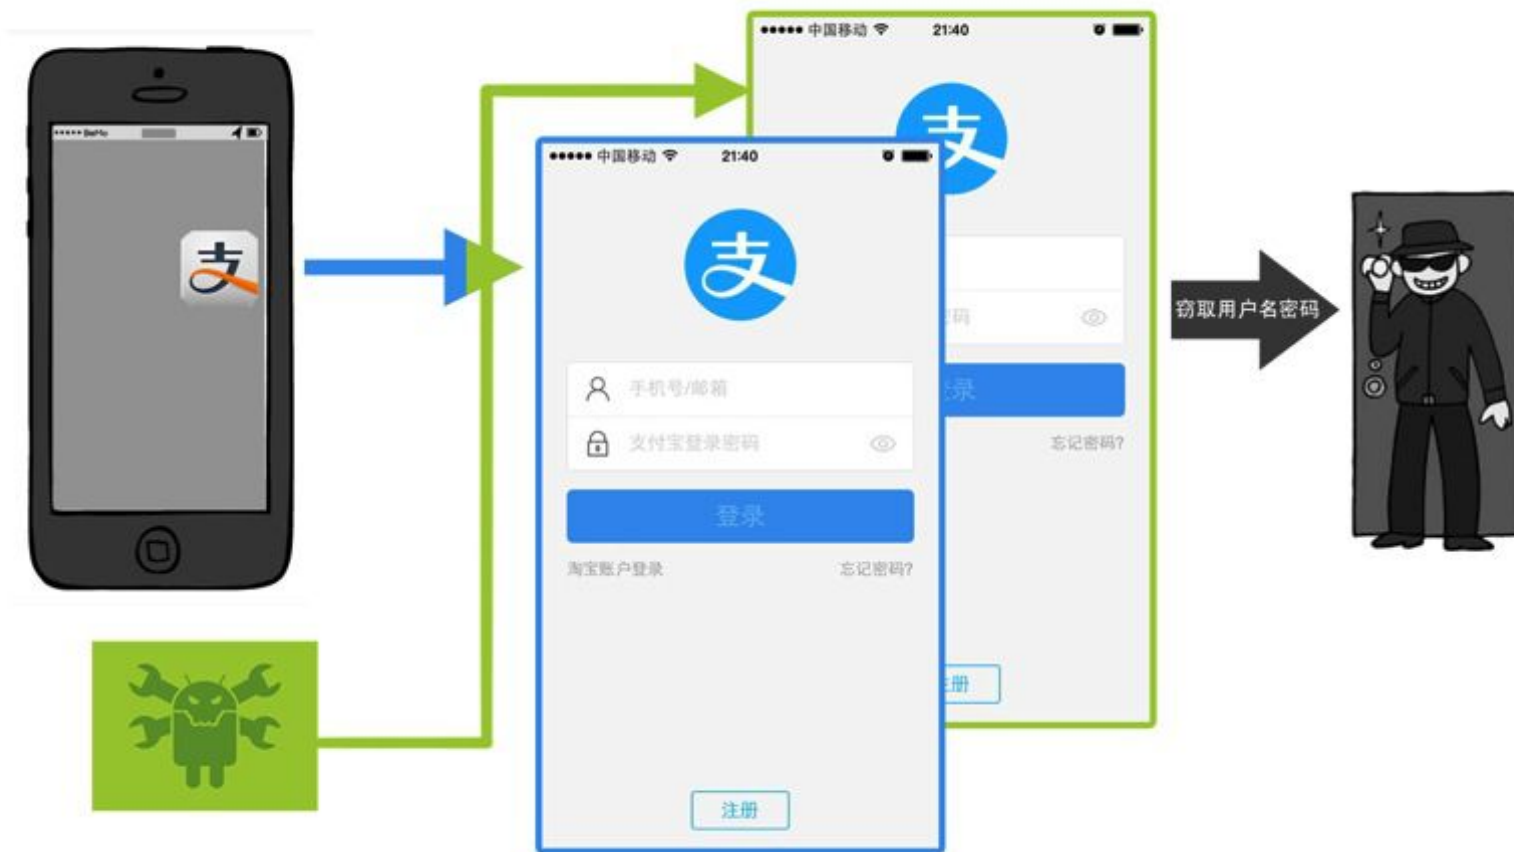 BaMo
支
中国移动 21:40
支
手机号/邮箱
支付宝登录密码
登录
淘宝账户登录 忘记密码?
注册
中国移动 21:40
支
码
录
忘记密码?
册
窃取用户名密码